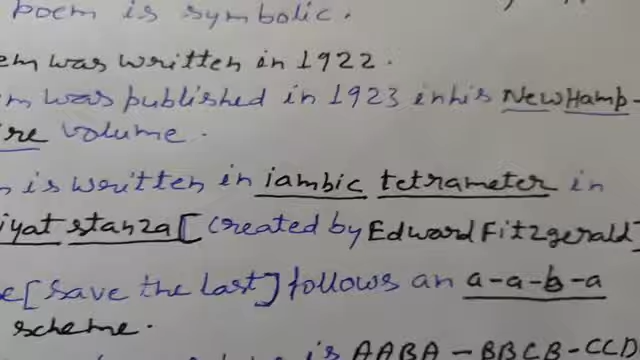 poem is symbolic.
em was written in 1922.
m was published in 1923 in his New Hamp-
ire volume.
is written in iambic tetrameter in
iyat stanza [created by Edward Fitzgerald]
e [save the last] follows an a-a-b-a
scheme.
is AABA-BBCB-CCD